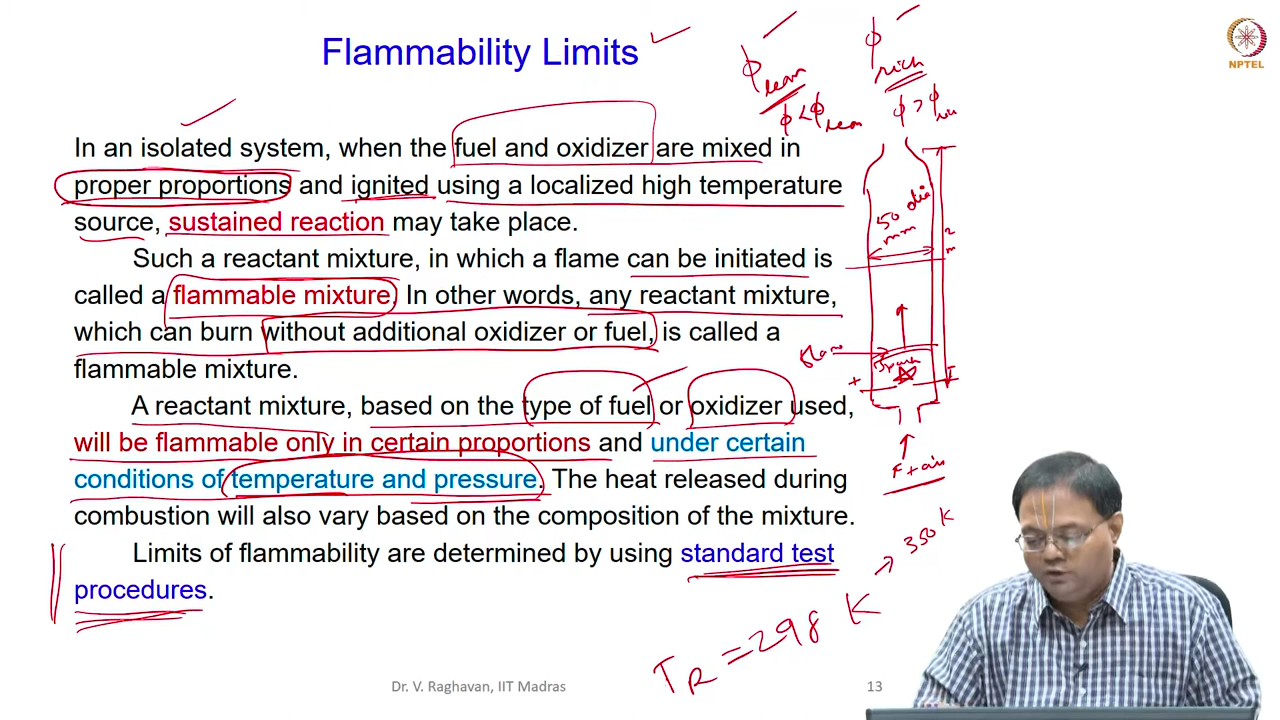 Flammability Limits
ϕlean
ϕrich
ϕ<ϕlean
ϕ>ϕric
NPTEL
In an isolated system, when the fuel and oxidizer are mixed in
proper proportions and ignited using a localized high temperature
source, sustained reaction may take place.
Such a reactant mixture, in which a flame can be initiated is
called a flammable mixture. In other words, any reactant mixture,
which can burn without additional oxidizer or fuel, is called a
flammable mixture.
A reactant mixture, based on the type of fuel or oxidizer used,
will be flammable only in certain proportions and under certain
conditions of temperature and pressure. The heat released during
combustion will also vary based on the composition of the mixture.
Limits of flammability are determined by using standard test
procedures.
50 dia
mm
2
m
Spark
+
F+air
→ 350 K
TR = 298 K
Dr. V. Raghavan, IIT Madras
13